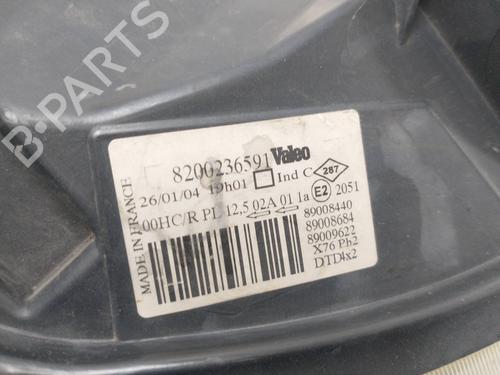 B-PARTS
MADE IN FRANCE
8200236591 Valeo
26/01/04 19h01 Ind C 287
00HC/R PL 12,5 02A 01 1a E2 2051
89008440
89008684
89009622
X76 Ph2
DTD4x2